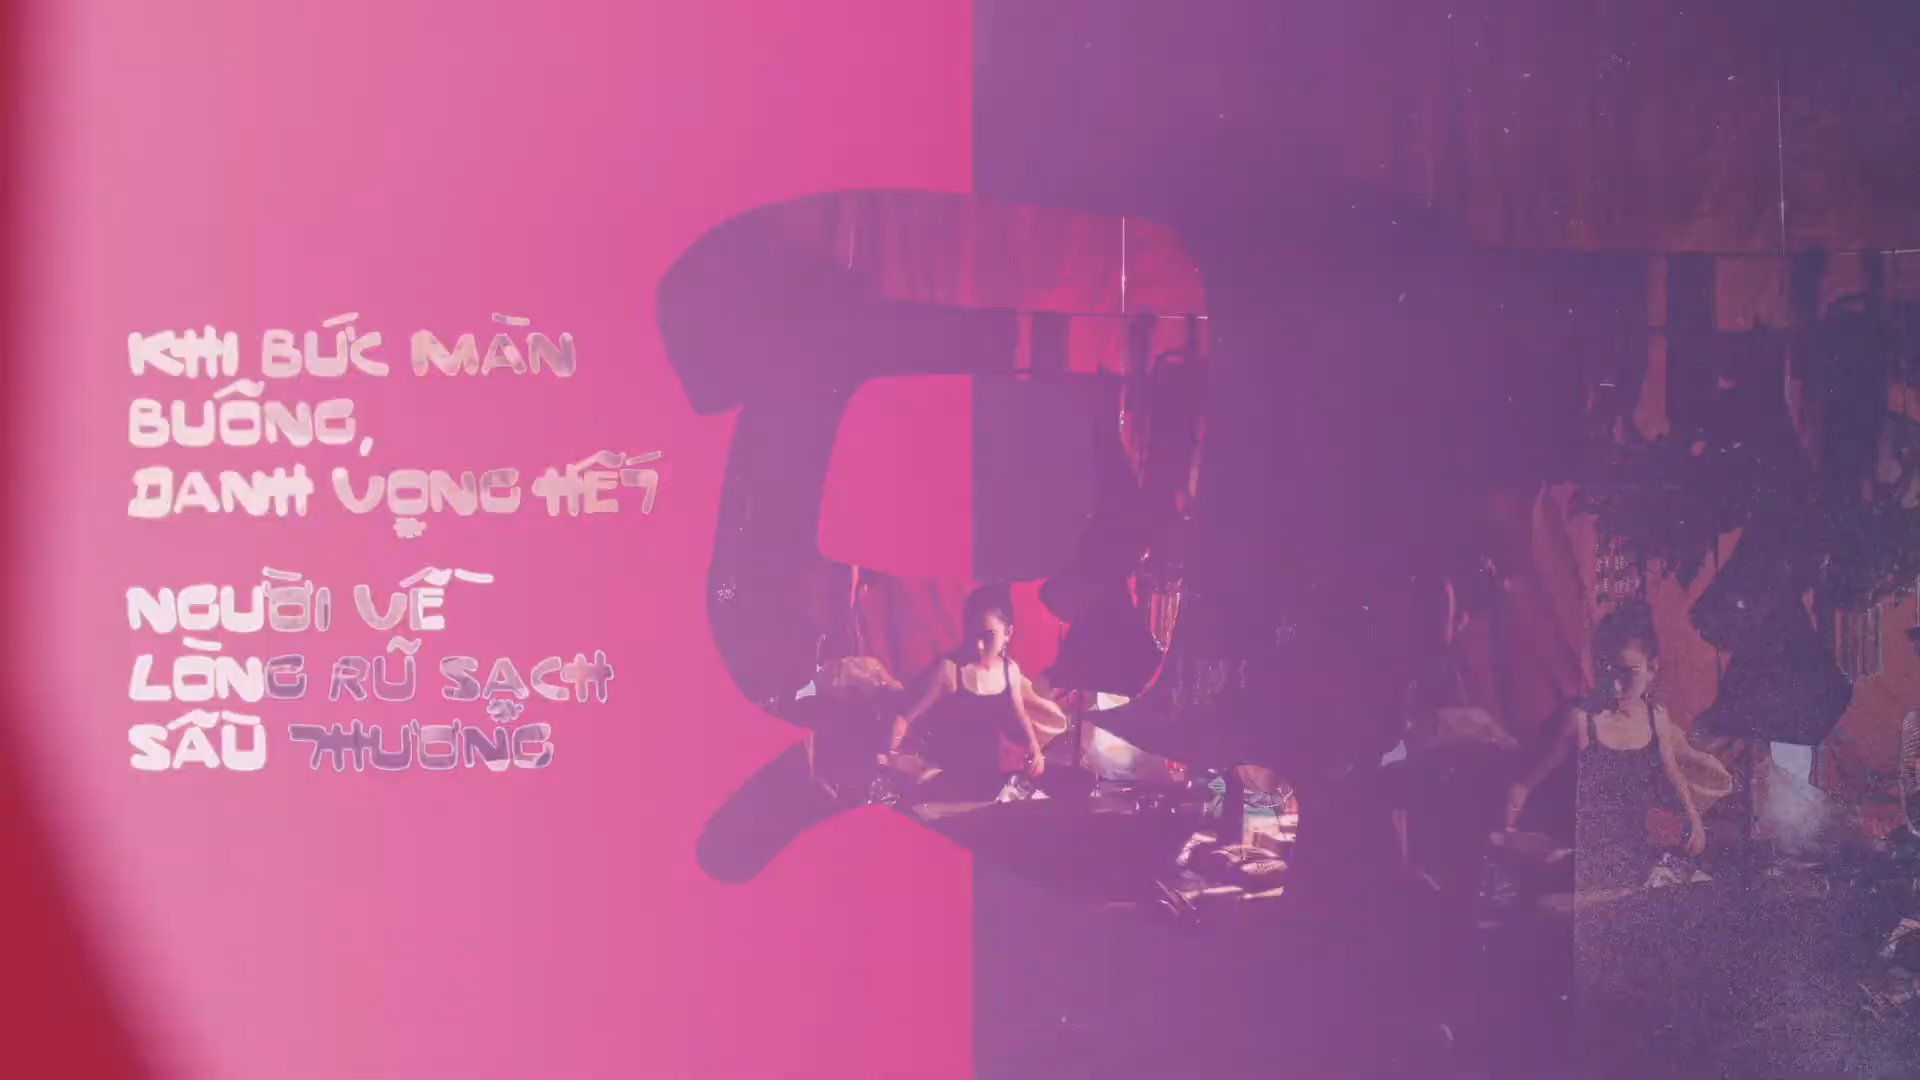 KHI BỨC MÀN
BUÔNG,
DANH VỌNG HẾT
NGƯỜI VỀ
LÒNG RŨ SẠCH
SẦU THƯƠNG